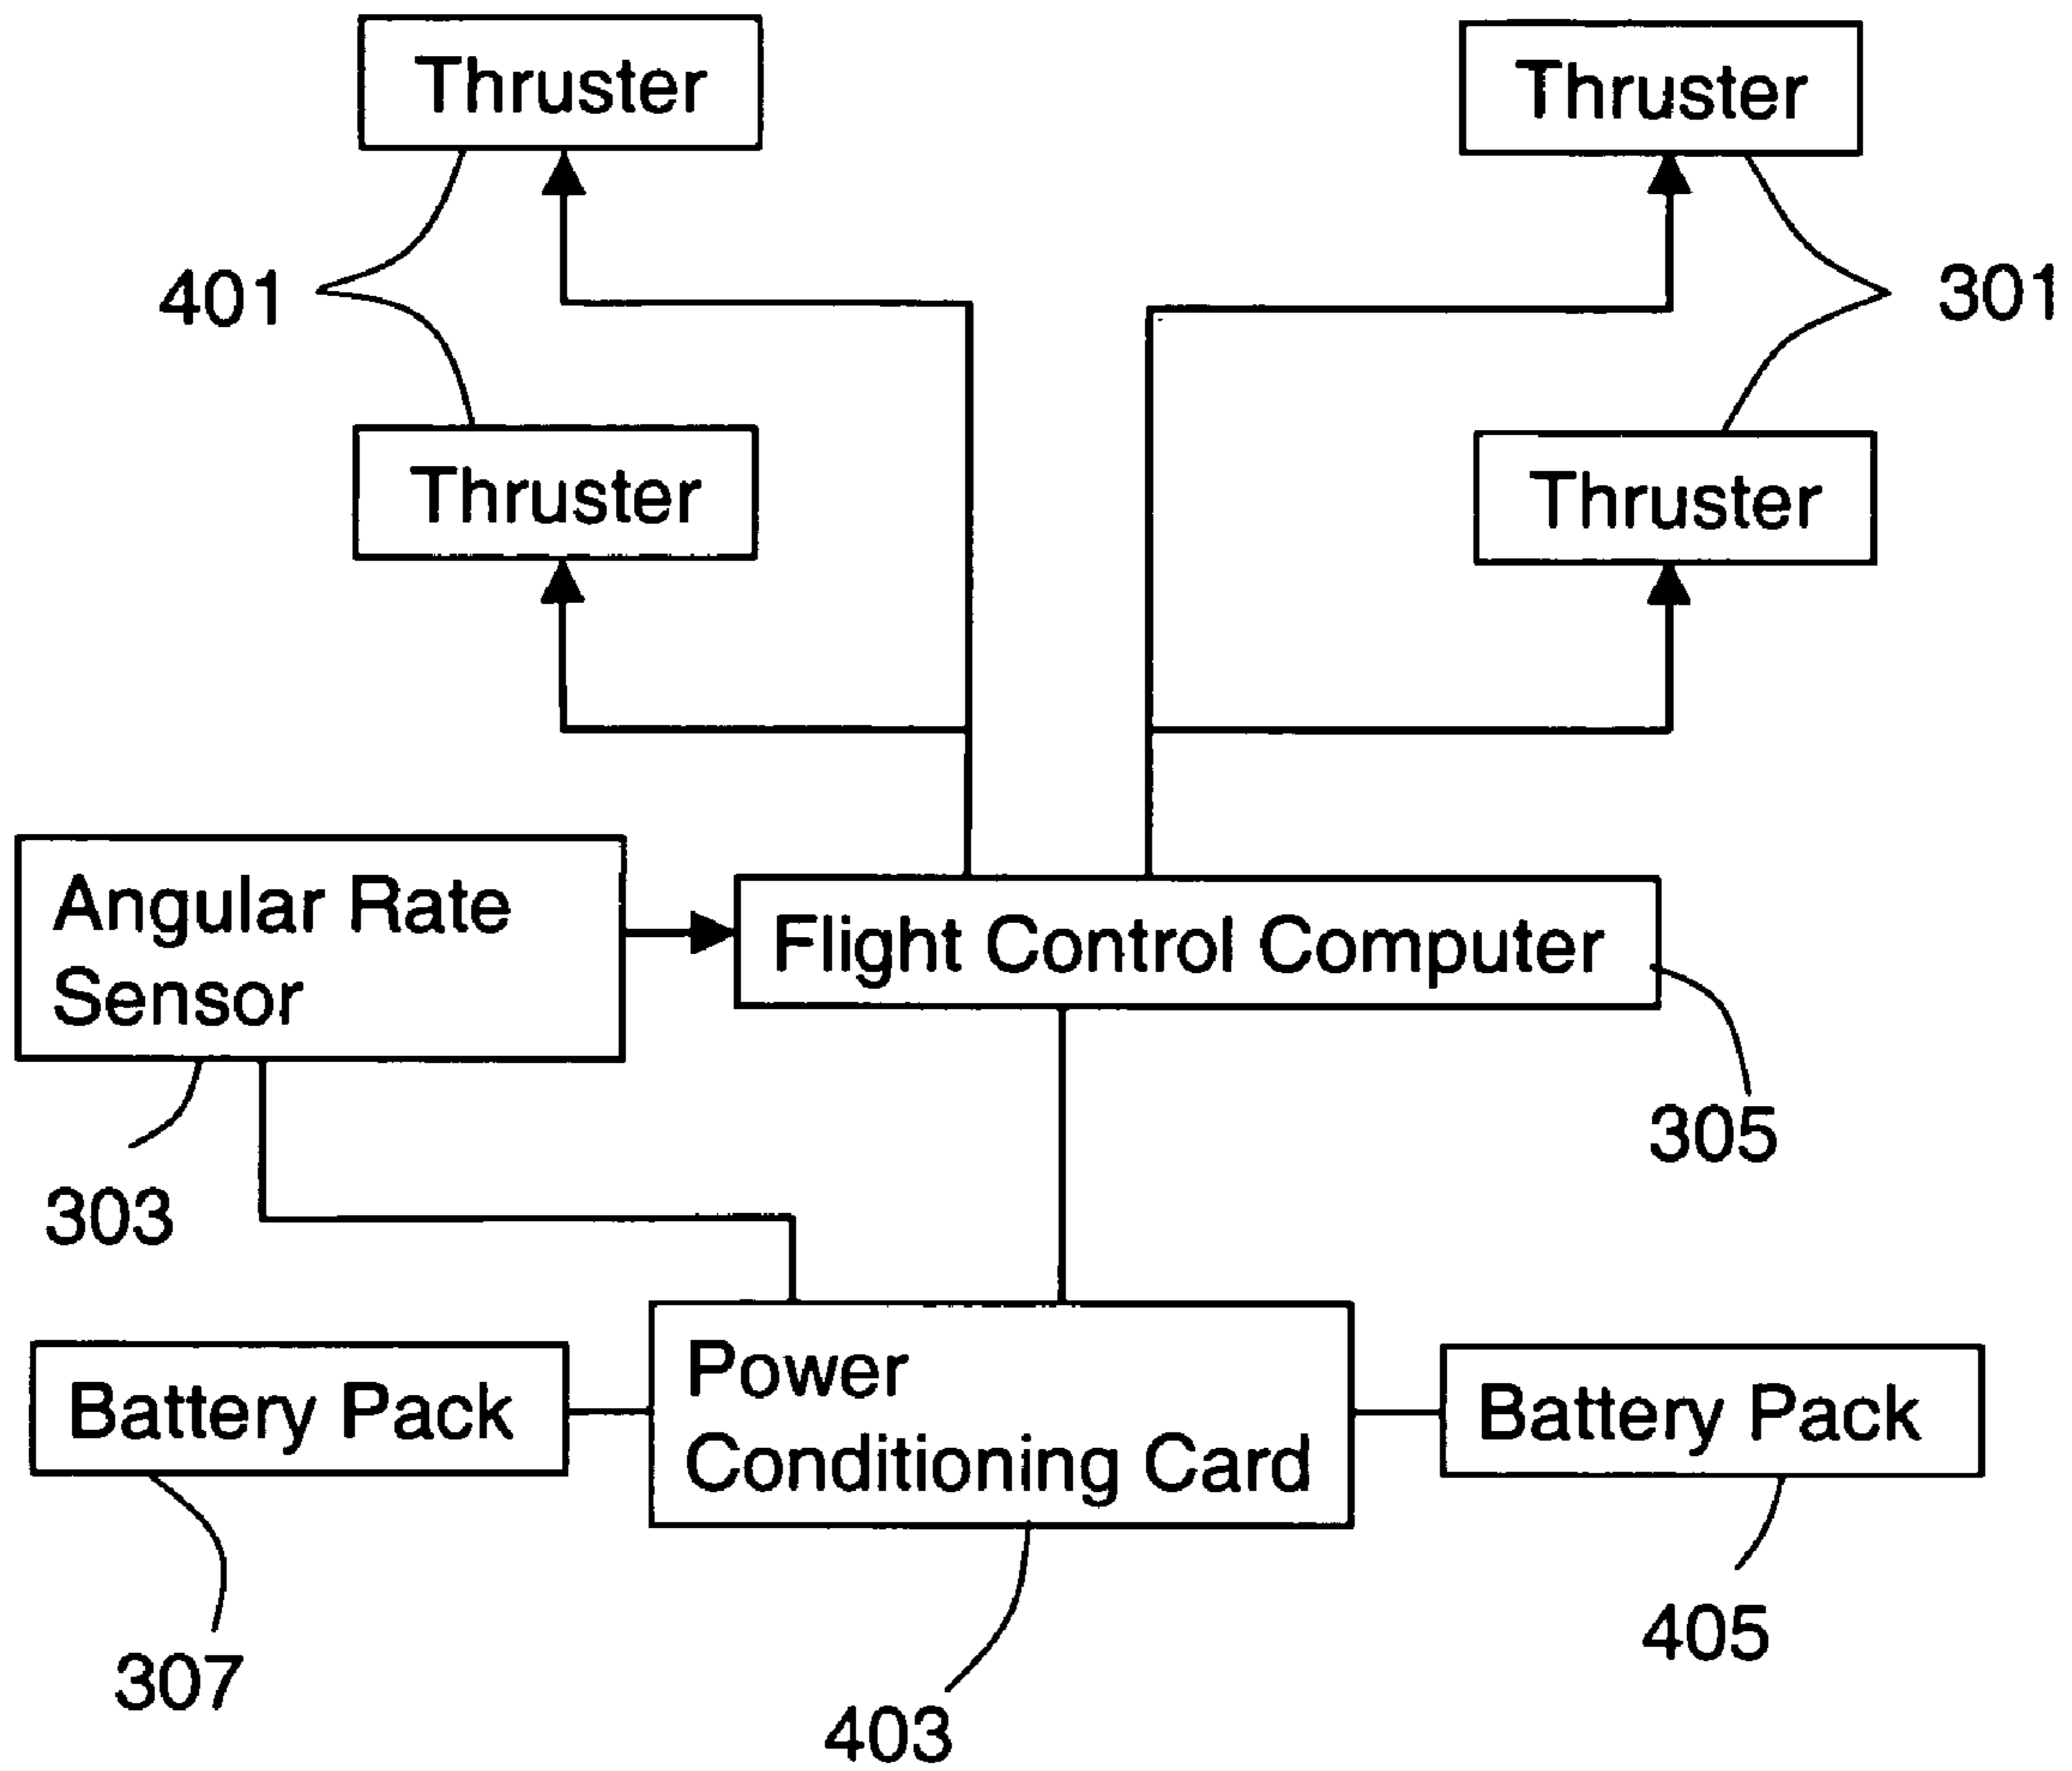 Thruster
Thruster
401
301
Thruster
Thruster
Angular Rate
Sensor
Flight Control Computer
305
303
Power
Conditioning Card
Battery Pack
Battery Pack
405
307
403